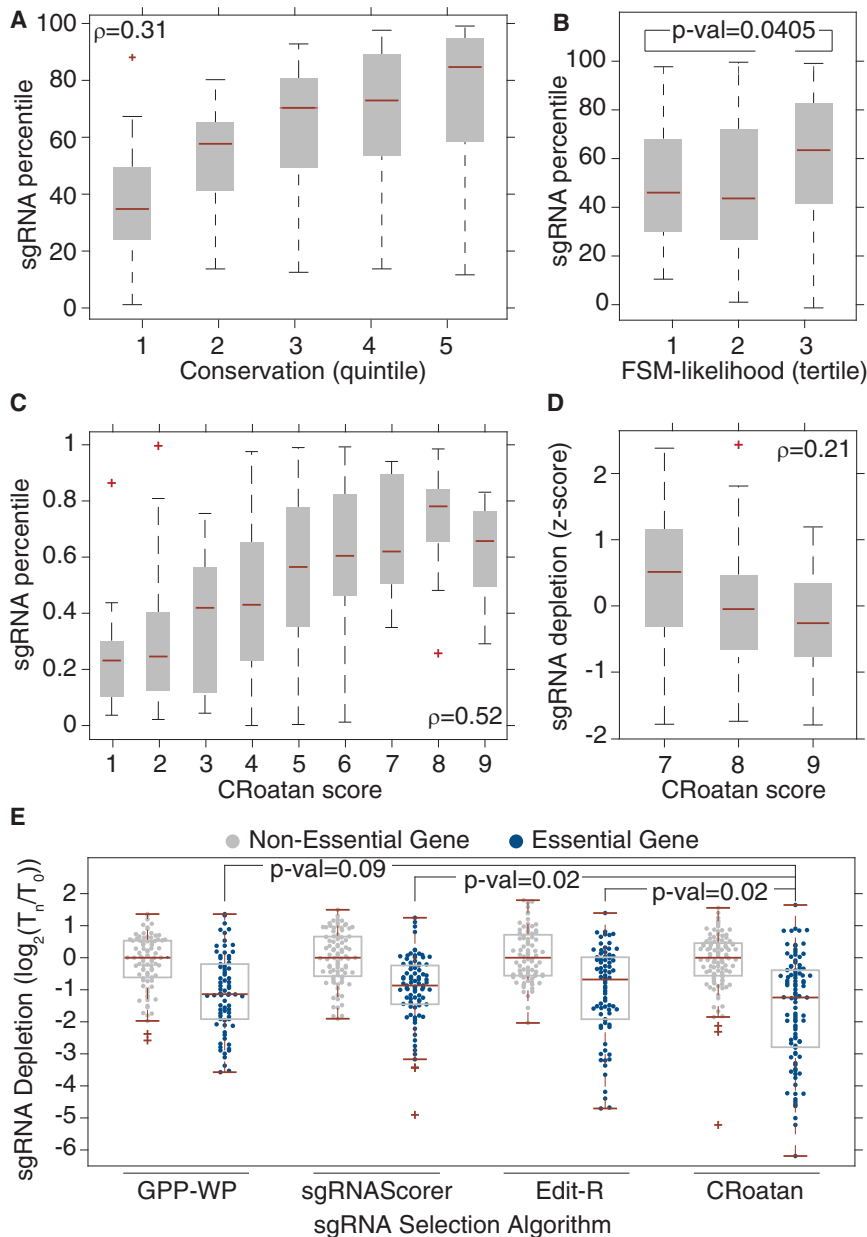 A
ρ=0.31
100
80
60
40
20
0
sgRNA percentile
1 2 3 4 5
Conservation (quintile)
B
p-val=0.0405
100
80
60
40
20
0
sgRNA percentile
1 2 3
FSM-likelihood (tertile)
C
1
0.8
0.6
0.4
0.2
0
sgRNA percentile
ρ=0.52
1 2 3 4 5 6 7 8 9
CRoatan score
D
ρ=0.21
2
1
0
-1
-2
sgRNA depletion (z-score)
7 8 9
CRoatan score
E
Non-Essential Gene Essential Gene
p-val=0.09
p-val=0.02
p-val=0.02
2
1
0
-1
-2
-3
-4
-5
-6
sgRNA Depletion (log2(Tn/T0))
GPP-WP sgRNAScorer Edit-R CRoatan
sgRNA Selection Algorithm